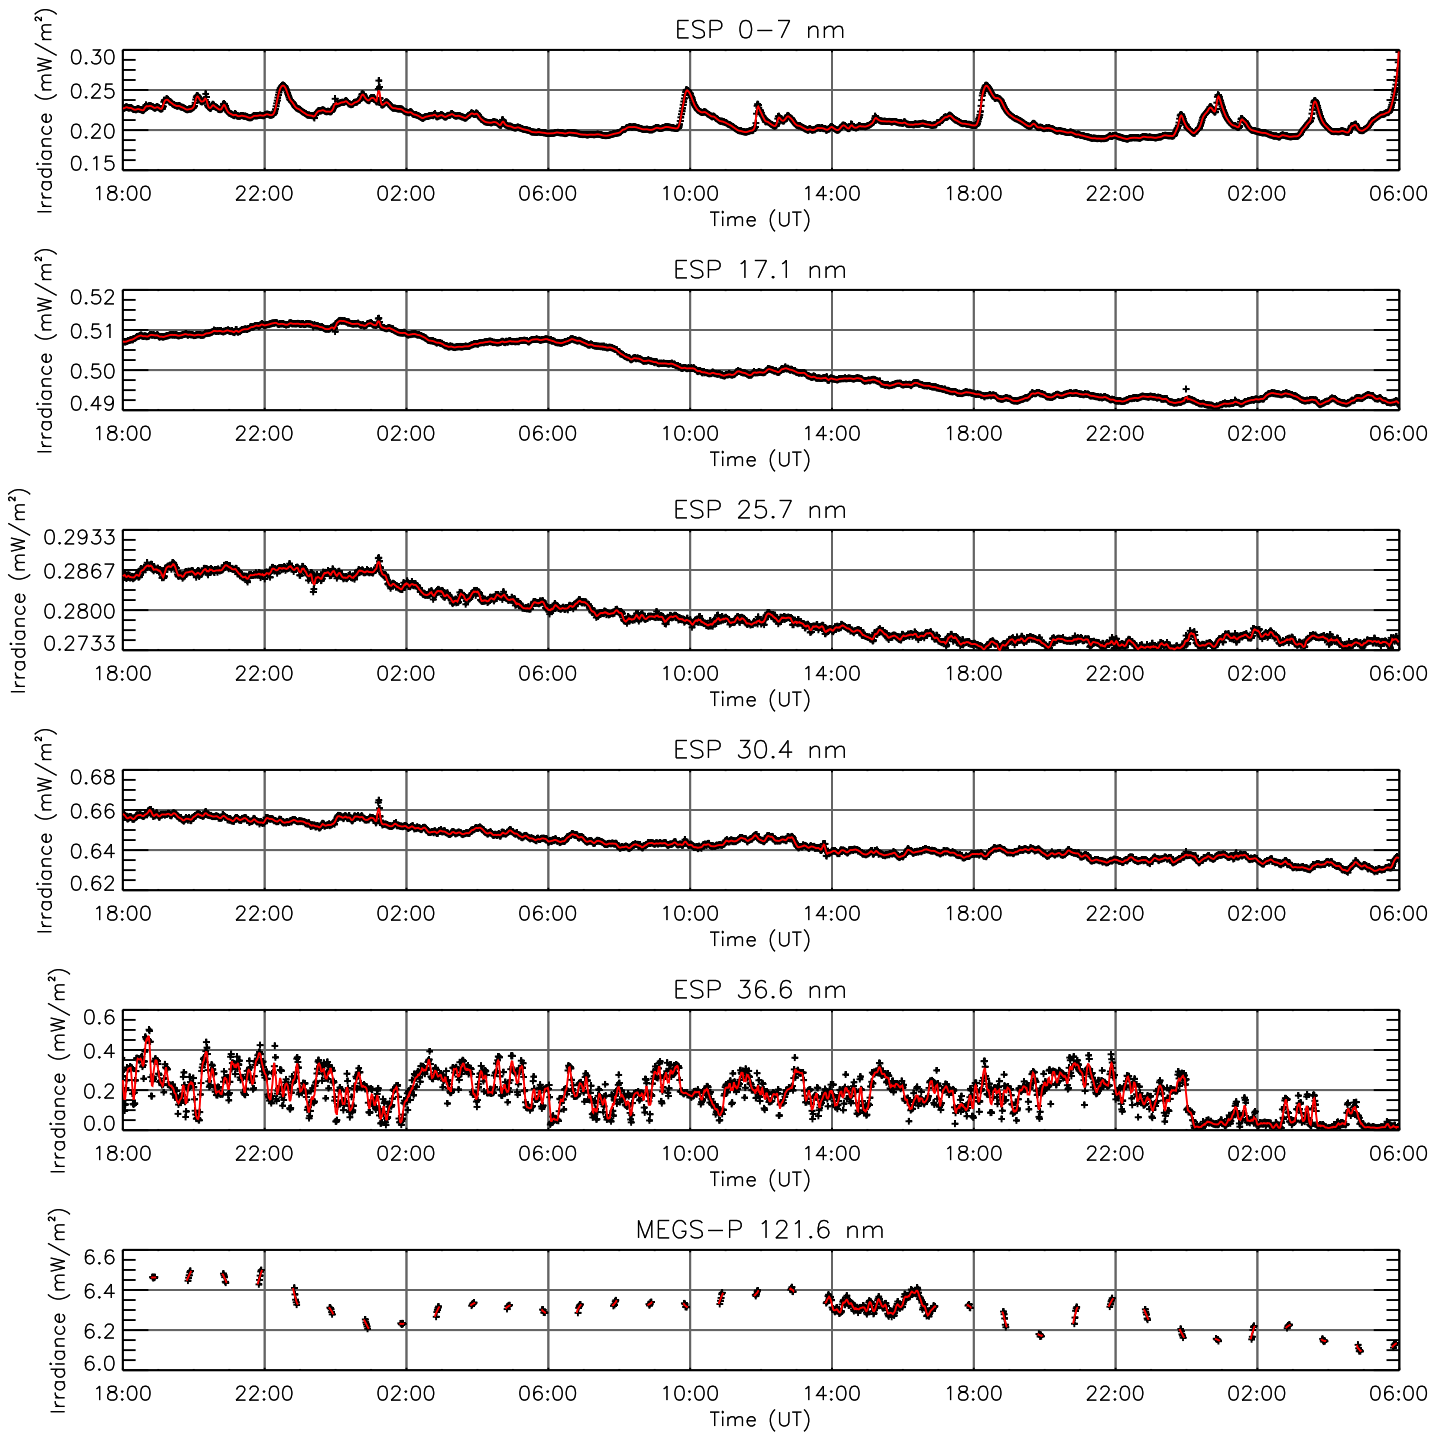 ESP 0−7 nm
Irradiance (mW/m²)
0.30
0.25
0.20
0.15
18:00 22:00 02:00 06:00 10:00 14:00 18:00 22:00 02:00 06:00
Time (UT)
ESP 17.1 nm
Irradiance (mW/m²)
0.52
0.51
0.50
0.49
18:00 22:00 02:00 06:00 10:00 14:00 18:00 22:00 02:00 06:00
Time (UT)
ESP 25.7 nm
Irradiance (mW/m²)
0.2933
0.2867
0.2800
0.2733
18:00 22:00 02:00 06:00 10:00 14:00 18:00 22:00 02:00 06:00
Time (UT)
ESP 30.4 nm
Irradiance (mW/m²)
0.68
0.66
0.64
0.62
18:00 22:00 02:00 06:00 10:00 14:00 18:00 22:00 02:00 06:00
Time (UT)
ESP 36.6 nm
Irradiance (mW/m²)
0.6
0.4
0.2
0.0
18:00 22:00 02:00 06:00 10:00 14:00 18:00 22:00 02:00 06:00
Time (UT)
MEGS−P 121.6 nm
Irradiance (mW/m²)
6.6
6.4
6.2
6.0
18:00 22:00 02:00 06:00 10:00 14:00 18:00 22:00 02:00 06:00
Time (UT)